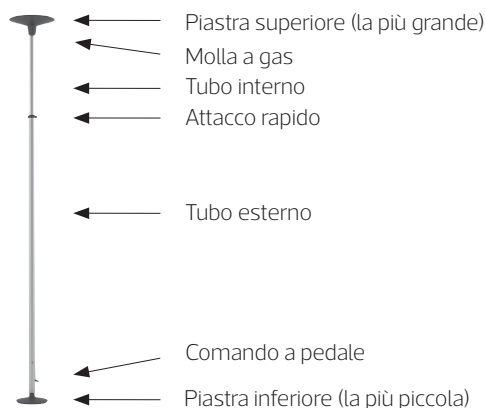 Piastra superiore (la più grande)
Molla a gas
Tubo interno
Attacco rapido
Tubo esterno
Comando a pedale
Piastra inferiore (la più piccola)